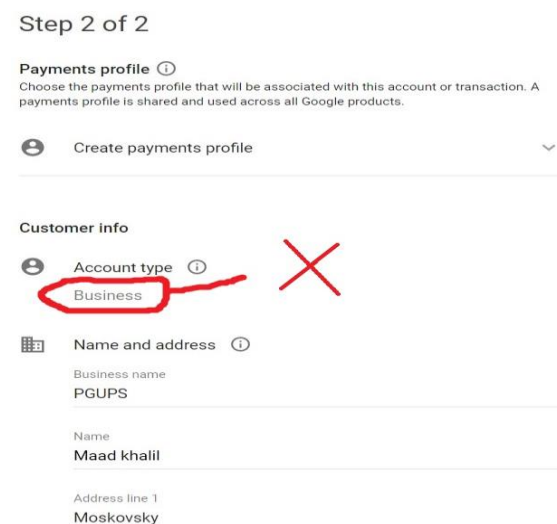 Step 2 of 2
Payments profile
Choose the payments profile that will be associated with this account or transaction. A
payments profile is shared and used across all Google products.
Create payments profile
Customer info
Account type
Business
Name and address
Business name
PGUPS
Name
Maad khalil
Address line 1
Moskovsky